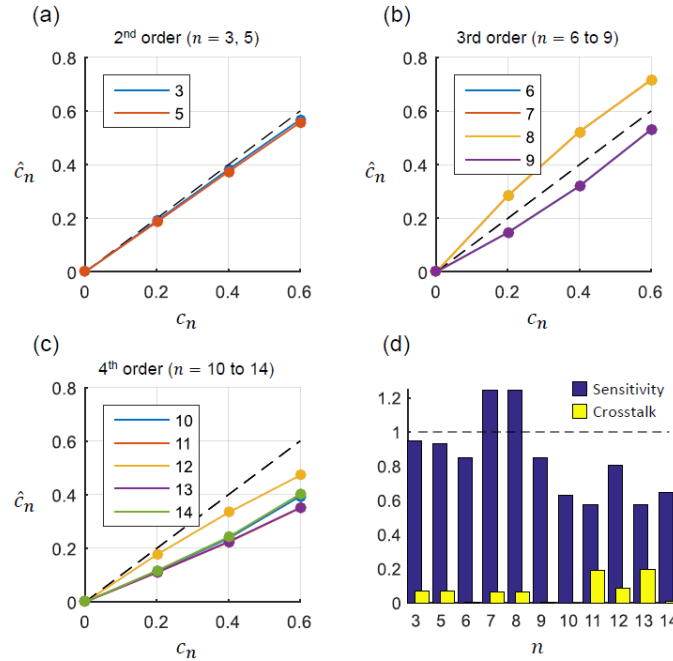 (a)
2nd order (n = 3, 5)
0.8
0.6
0.4
0.2
0
ĉn
3
5
0 0.2 0.4 0.6
cn
(b)
3rd order (n = 6 to 9)
0.8
0.6
0.4
0.2
0
ĉn
6
7
8
9
0 0.2 0.4 0.6
cn
(c)
4th order (n = 10 to 14)
0.8
0.6
0.4
0.2
0
ĉn
10
11
12
13
14
0 0.2 0.4 0.6
cn
(d)
1.2
1
0.8
0.6
0.4
0.2
0
Sensitivity
Crosstalk
3 5 6 7 8 9 10 11 12 13 14
n